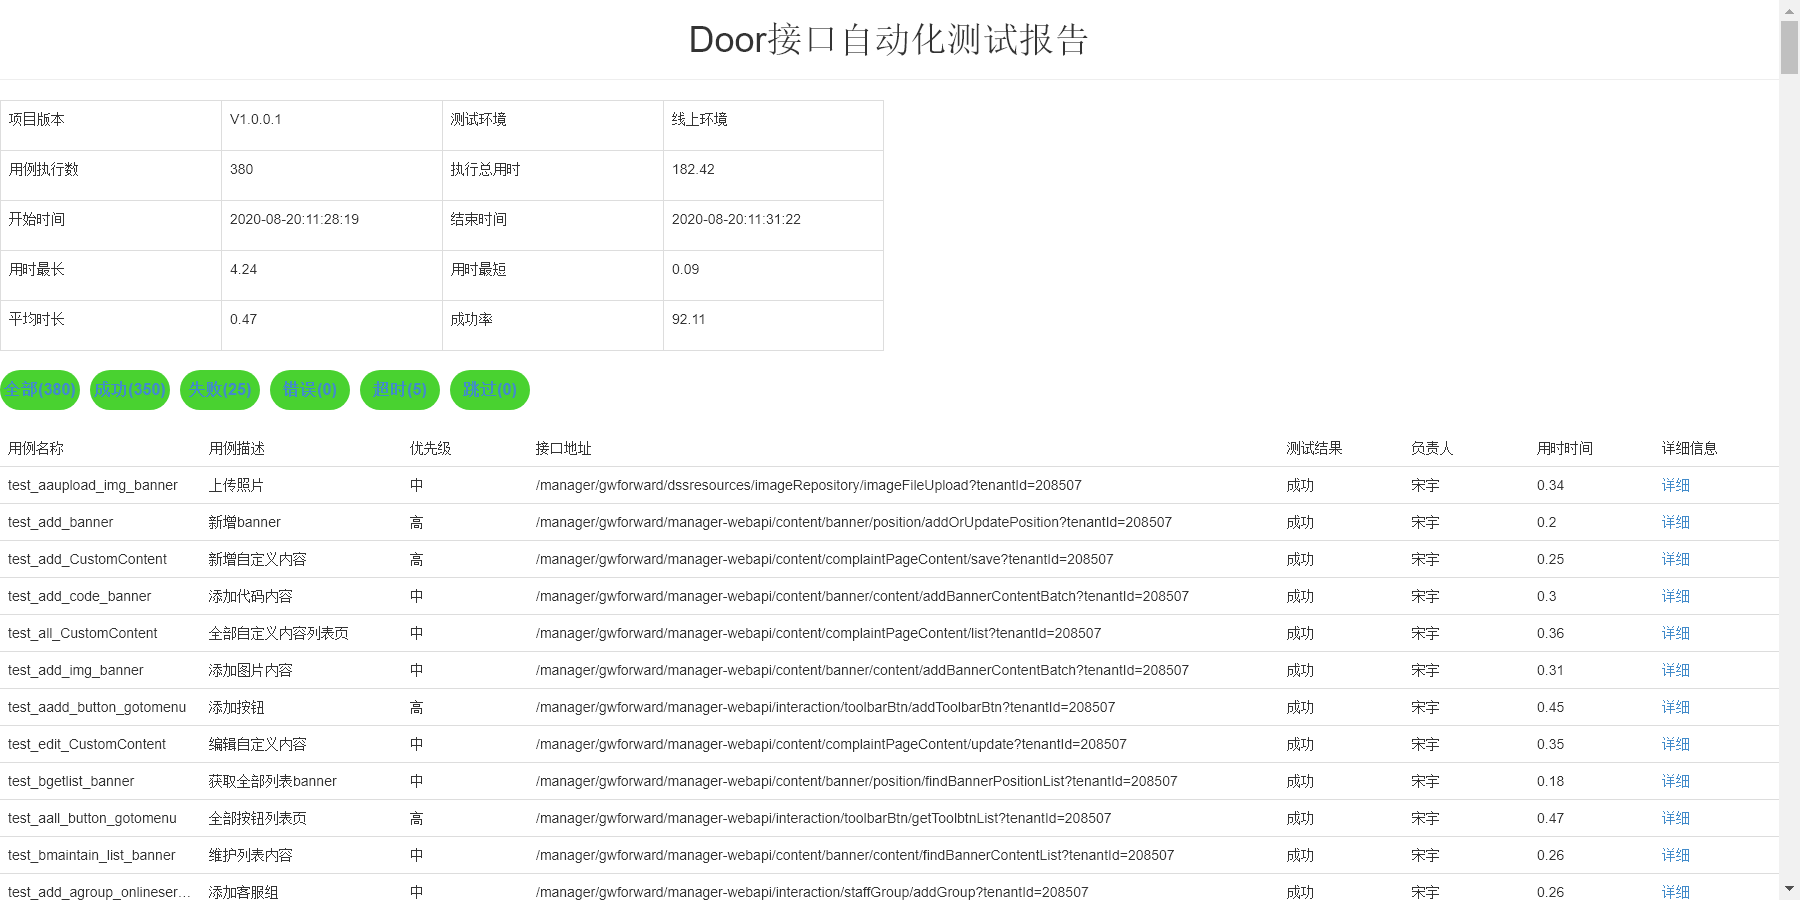 Door接口自动化测试报告
项目版本 V1.0.0.1 测试环境 线上环境
用例执行数 380 执行总用时 182.42
开始时间 2020-08-20:11:28:19 结束时间 2020-08-20:11:31:22
用时最长 4.24 用时最短 0.09
平均时长 0.47 成功率 92.11
全部(380) 成功(350) 失败(25) 错误(0) 超时(5) 跳过(0)
用例名称 用例描述 优先级 接口地址 测试结果 负责人 用时时间 详细信息
test_aaupload_img_banner 上传照片 中 /manager/gwforward/dssresources/imageRepository/imageFileUpload?tenantId=208507 成功 宋宇 0.34 详细
test_add_banner 新增banner 高 /manager/gwforward/manager-webapi/content/banner/position/addOrUpdatePosition?tenantId=208507 成功 宋宇 0.2 详细
test_add_CustomContent 新增自定义内容 高 /manager/gwforward/manager-webapi/content/complaintPageContent/save?tenantId=208507 成功 宋宇 0.25 详细
test_add_code_banner 添加代码内容 中 /manager/gwforward/manager-webapi/content/banner/content/addBannerContentBatch?tenantId=208507 成功 宋宇 0.3 详细
test_all_CustomContent 全部自定义内容列表页 中 /manager/gwforward/manager-webapi/content/complaintPageContent/list?tenantId=208507 成功 宋宇 0.36 详细
test_add_img_banner 添加图片内容 中 /manager/gwforward/manager-webapi/content/banner/content/addBannerContentBatch?tenantId=208507 成功 宋宇 0.31 详细
test_aadd_button_gotomenu 添加按钮 高 /manager/gwforward/manager-webapi/interaction/toolbarBtn/addToolbarBtn?tenantId=208507 成功 宋宇 0.45 详细
test_edit_CustomContent 编辑自定义内容 中 /manager/gwforward/manager-webapi/content/complaintPageContent/update?tenantId=208507 成功 宋宇 0.35 详细
test_bgetlist_banner 获取全部列表banner 中 /manager/gwforward/manager-webapi/content/banner/position/findBannerPositionList?tenantId=208507 成功 宋宇 0.18 详细
test_aall_button_gotomenu 全部按钮列表页 高 /manager/gwforward/manager-webapi/interaction/toolbarBtn/getToolbtnList?tenantId=208507 成功 宋宇 0.47 详细
test_bmaintain_list_banner 维护列表内容 中 /manager/gwforward/manager-webapi/content/banner/content/findBannerContentList?tenantId=208507 成功 宋宇 0.26 详细
test_add_agroup_onlineser... 添加客服组 中 /manager/gwforward/manager-webapi/interaction/staffGroup/addGroup?tenantId=208507 成功 宋宇 0.26 详细